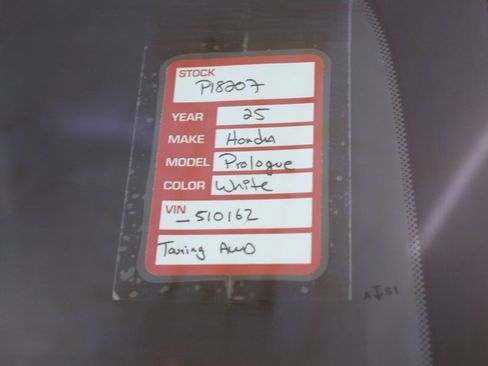 STOCK
P18207
YEAR 25
MAKE Honda
MODEL Prologue
COLOR White
VIN
- 510162
Touring AWD